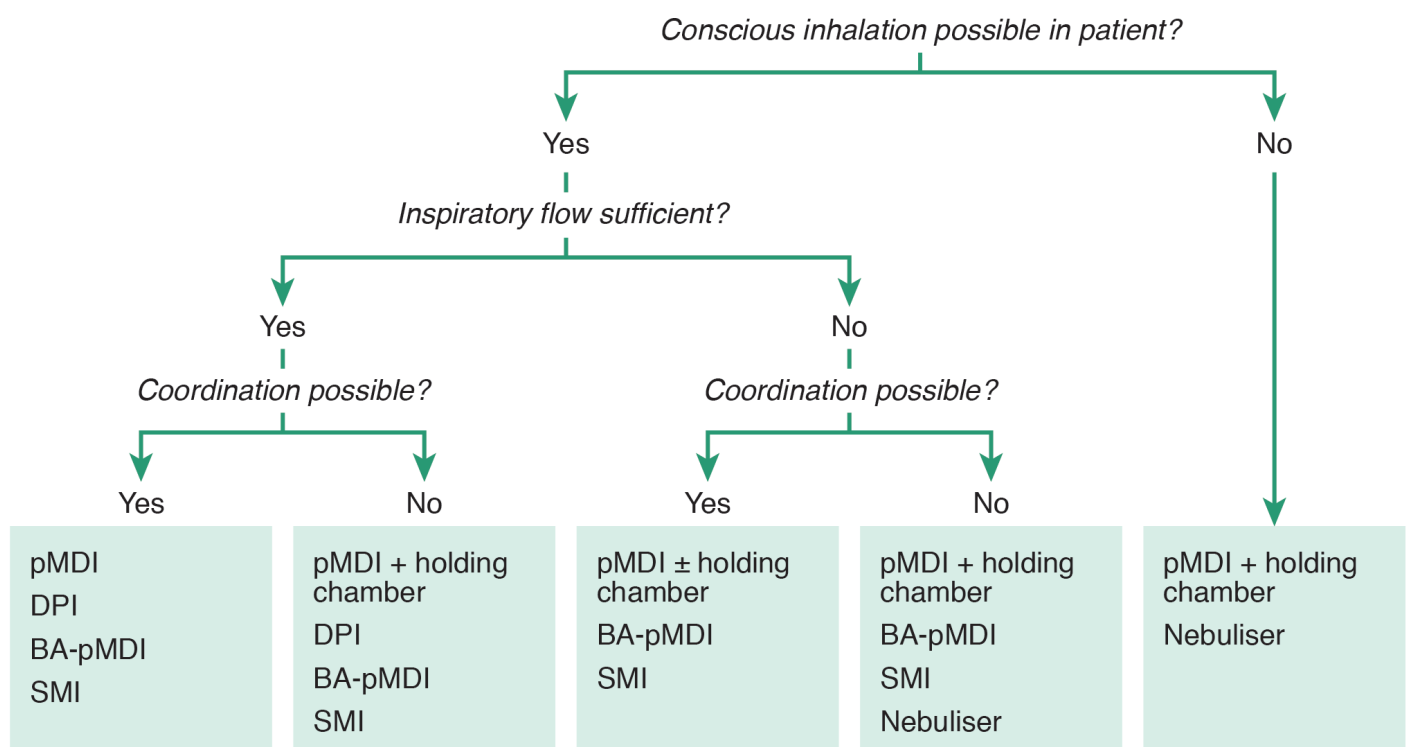 Conscious inhalation possible in patient?
Yes
No
Inspiratory flow sufficient?
Yes
No
Coordination possible?
Coordination possible?
Yes
No
Yes
No
pMDI
DPI
BA-pMDI
SMI
pMDI + holding
chamber
DPI
BA-pMDI
SMI
pMDI ± holding
chamber
BA-pMDI
SMI
pMDI + holding
chamber
BA-pMDI
SMI
Nebuliser
pMDI + holding
chamber
Nebuliser